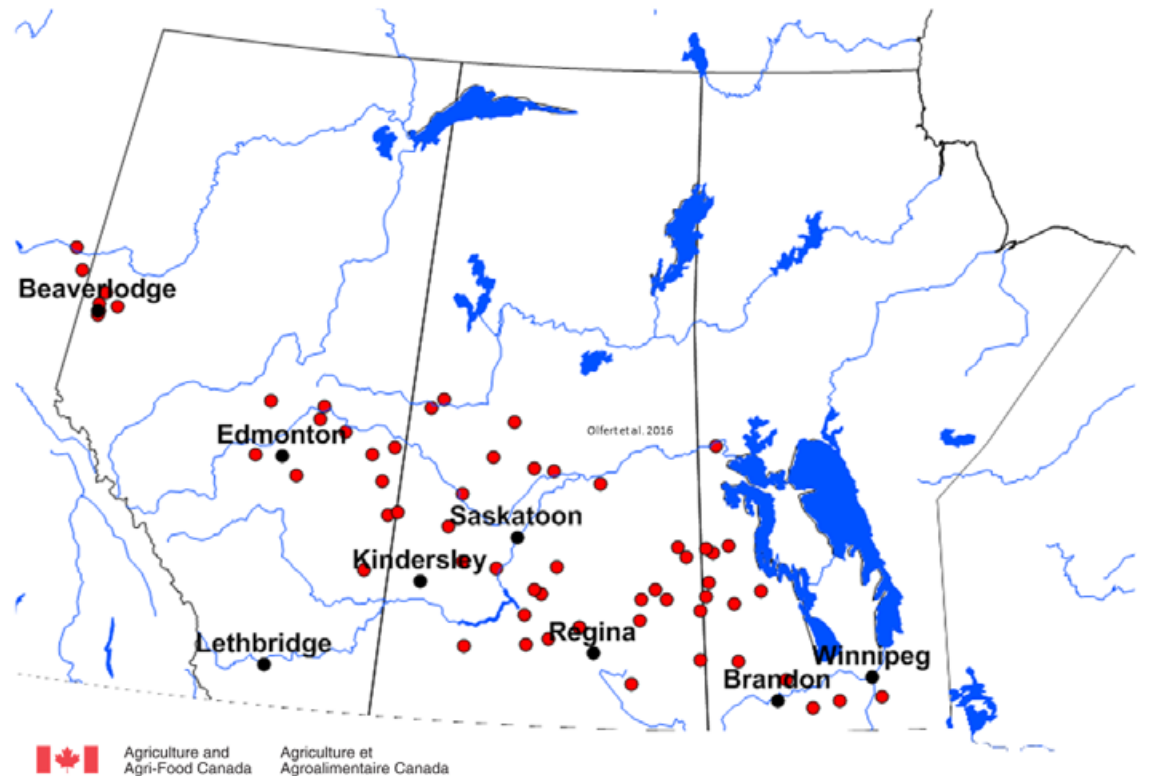 Beaverlodge
Olfert et al. 2016
Edmonton
Saskatoon
Kindersley
Regina
Lethbridge
Winnipeg
Brandon
Agriculture and
Agri-Food Canada
Agriculture et
Agroalimentaire Canada